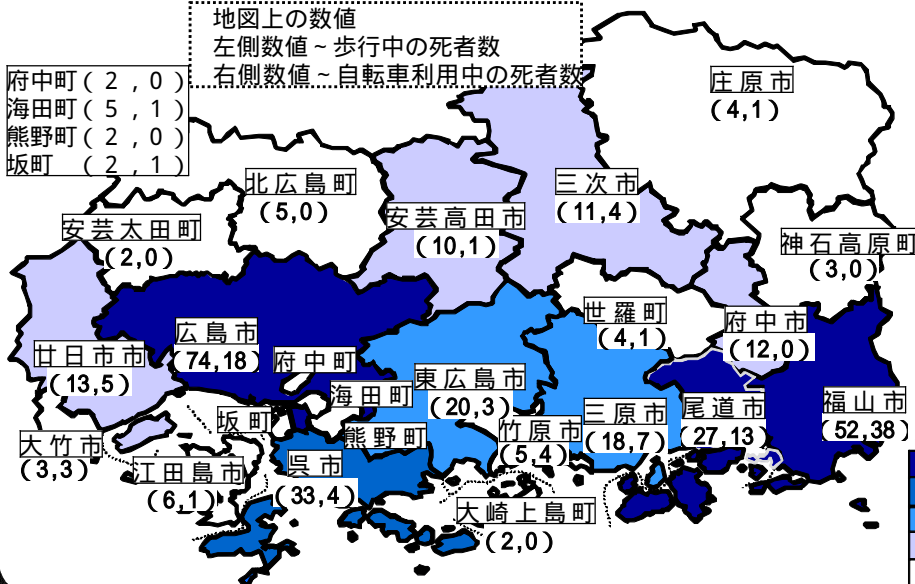 地図上の数値
左側数値~歩行中の死者数
右側数値~自転車利用中の死者数
府中町(2,0)
海田町(5,1)
熊野町(2,0)
坂町 (2,1)
庄原市
(4,1)
北広島町
(5,0)
三次市
(11,4)
安芸高田市
(10,1)
安芸太田町
(2,0)
神石高原町
(3,0)
世羅町
(4,1)
府中市
(12,0)
広島市
(74,18)
廿日市市
(13,5)
府中町
海田町
東広島市
(20,3)
坂町
熊野町
竹原市
(5,4)
三原市
(18,7)
尾道市
(27,13)
福山市
(52,38)
大竹市
(3,3)
江田島市
(6,1)
呉市
(33,4)
大崎上島町
(2,0)